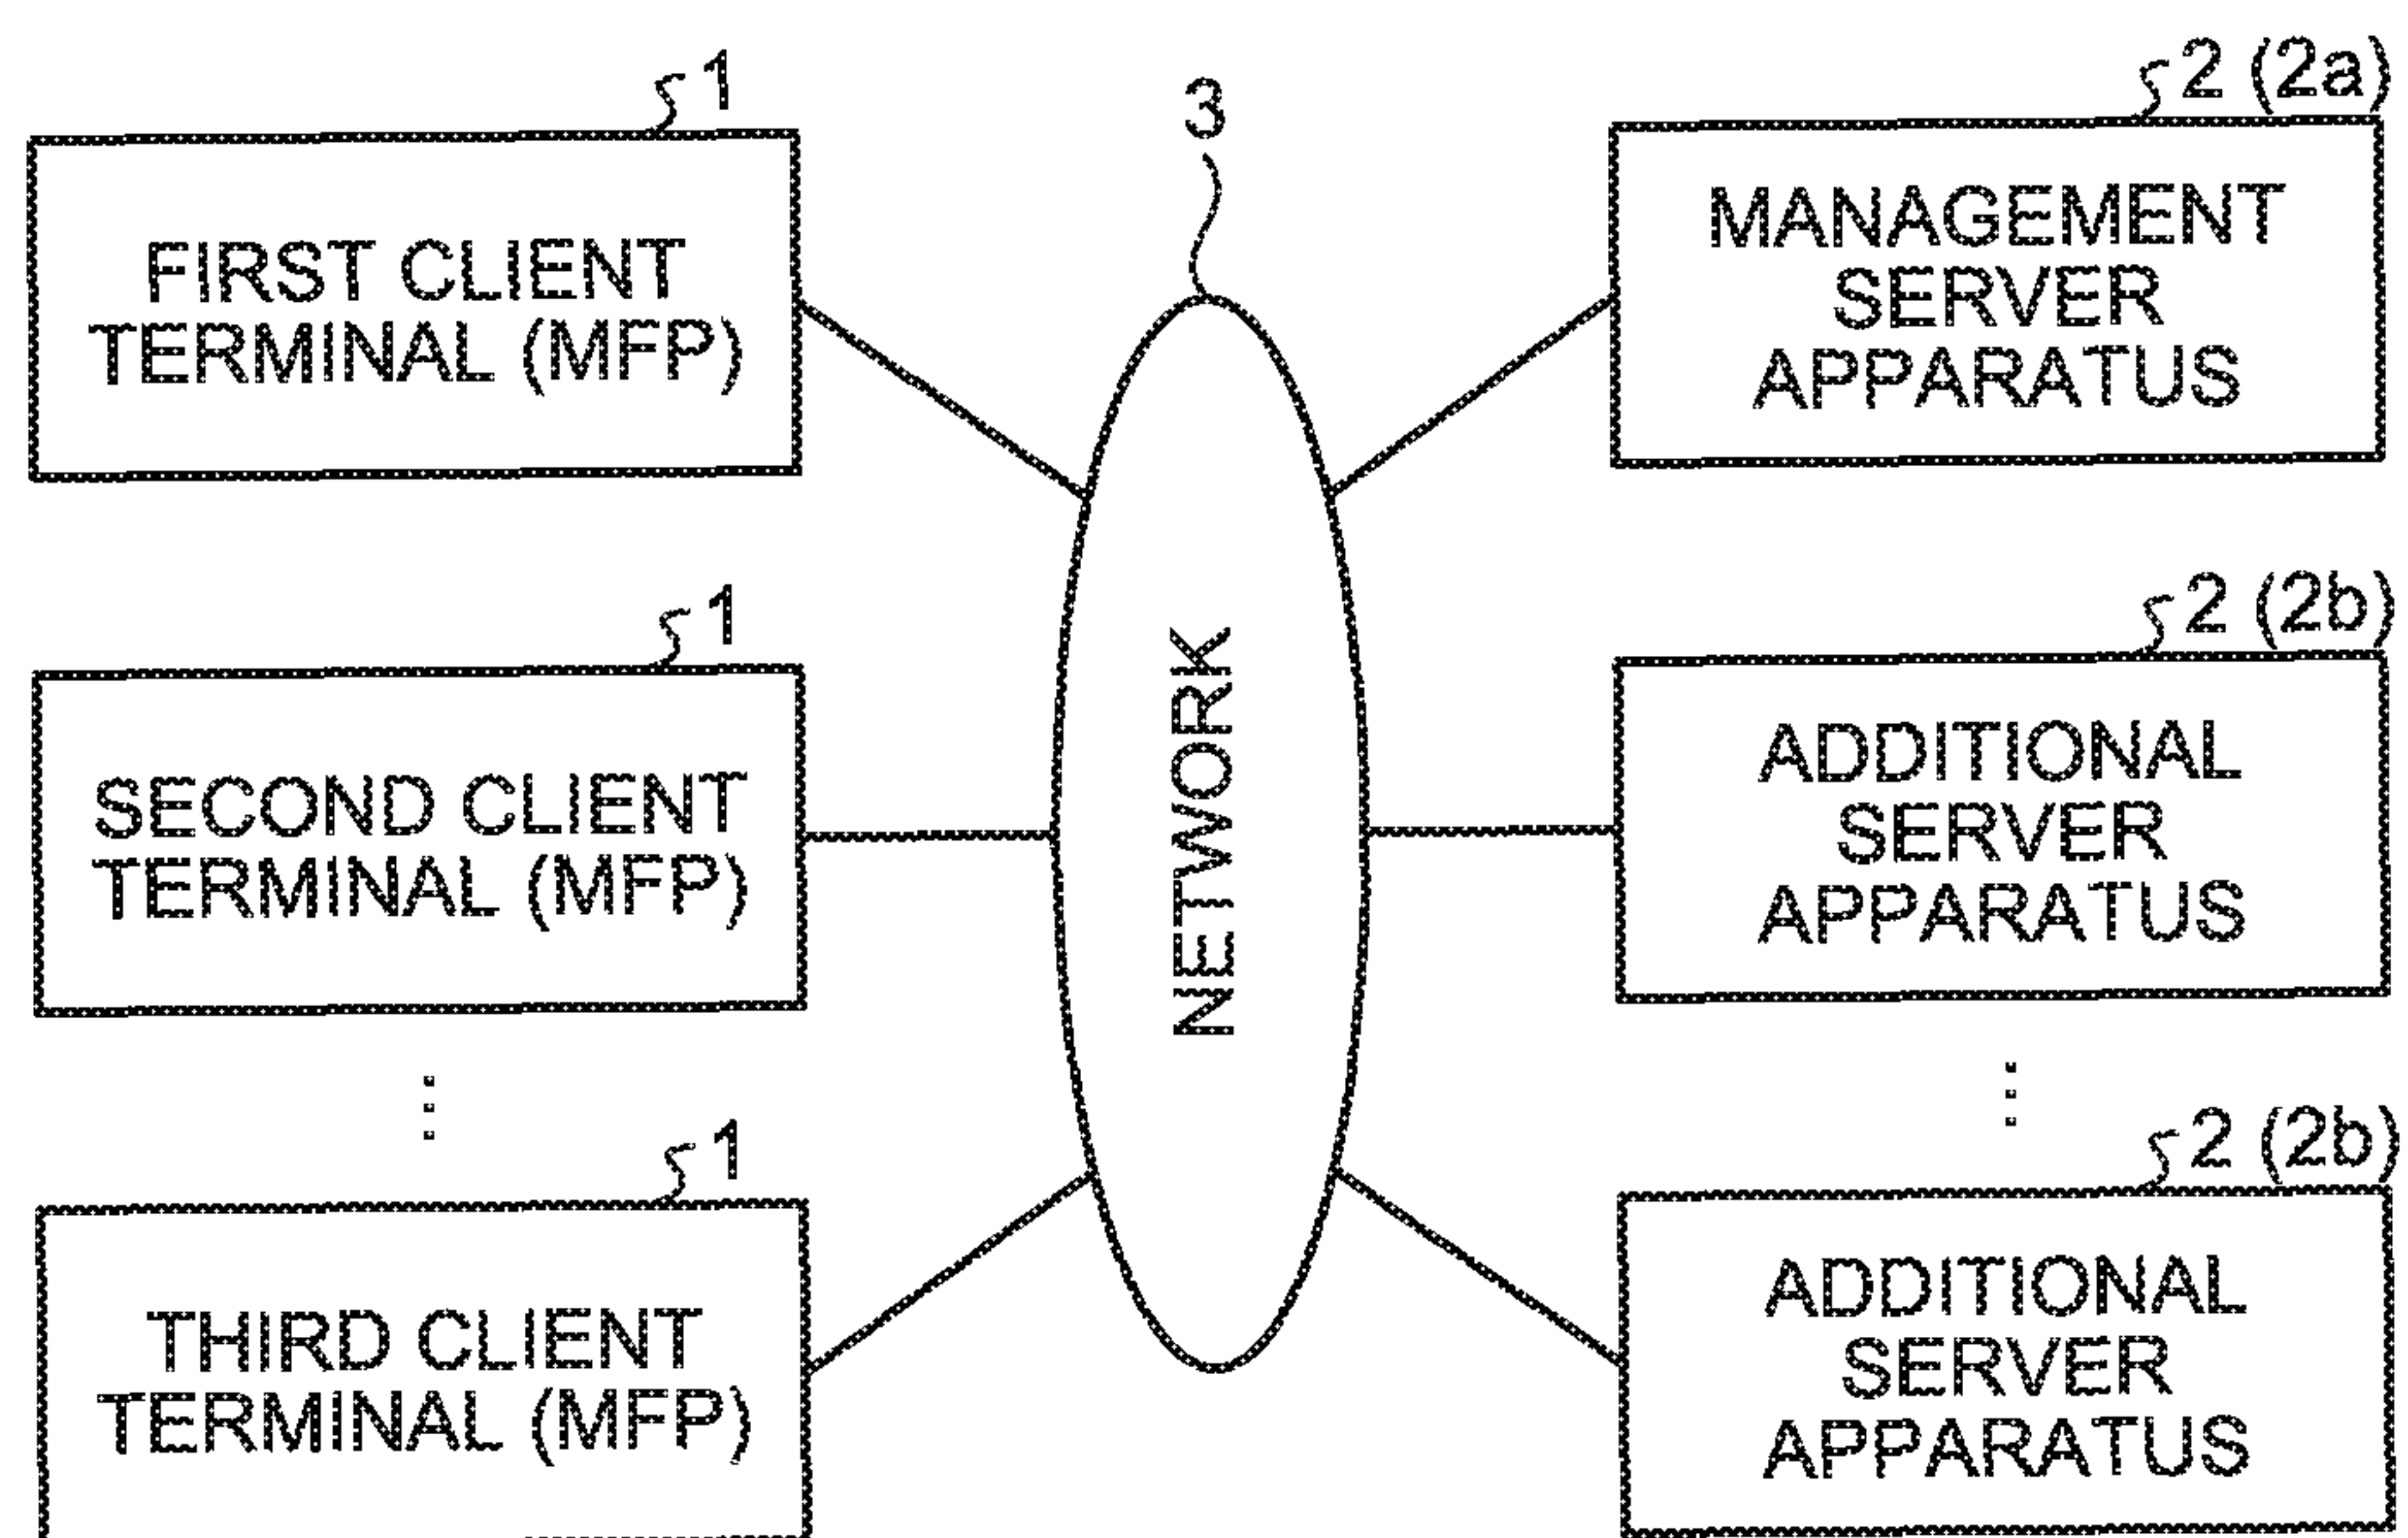 1
FIRST CLIENT
TERMINAL (MFP)
1
SECOND CLIENT
TERMINAL (MFP)
1
THIRD CLIENT
TERMINAL (MFP)
3
NETWORK
2 (2a)
MANAGEMENT
SERVER
APPARATUS
2 (2b)
ADDITIONAL
SERVER
APPARATUS
2 (2b)
ADDITIONAL
SERVER
APPARATUS